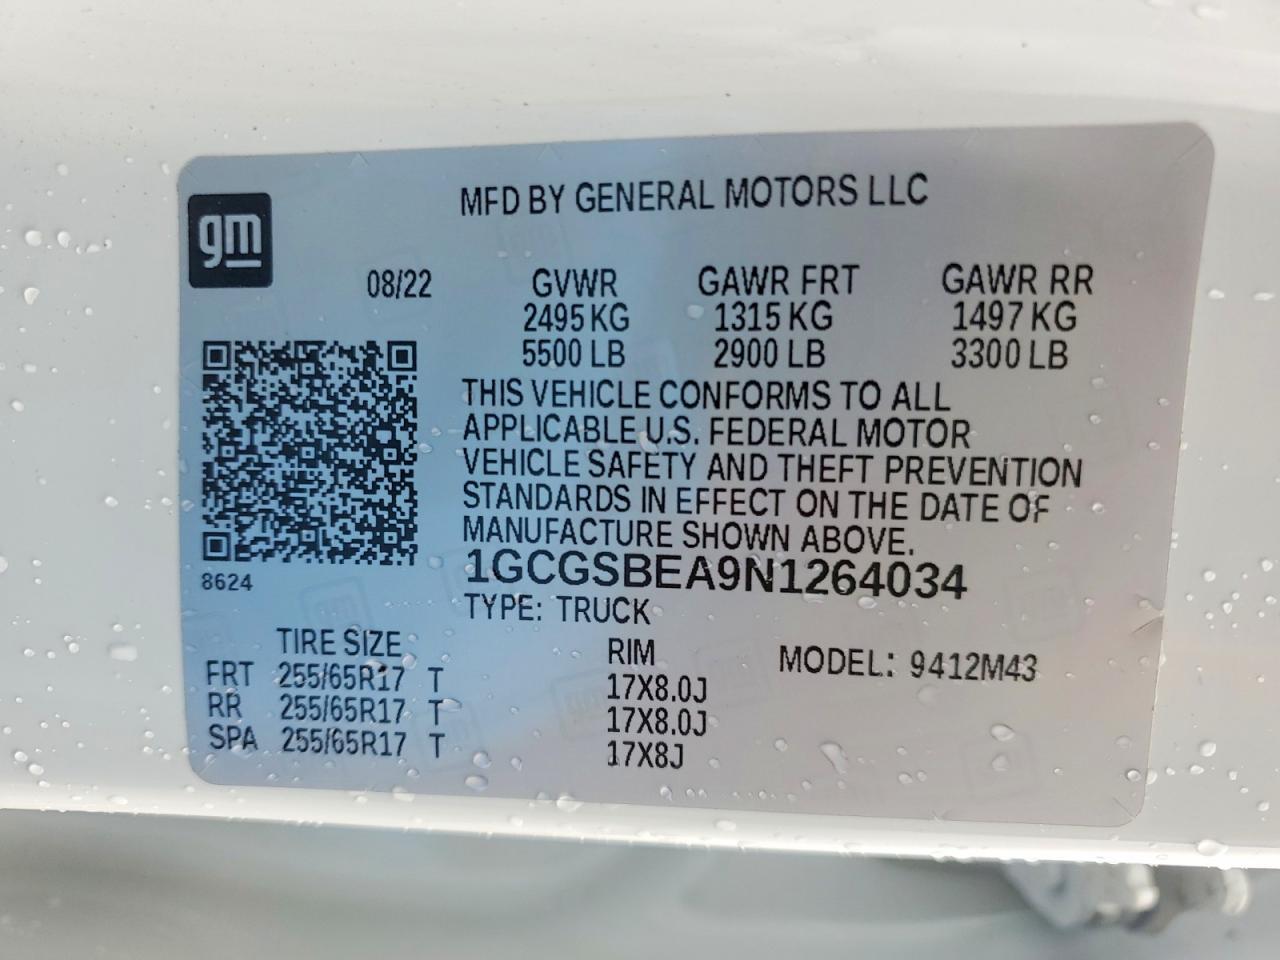 gm
MFD BY GENERAL MOTORS LLC
08/22 GVWR GAWR FRT GAWR RR
2495 KG 1315 KG 1497 KG
5500 LB 2900 LB 3300 LB
THIS VEHICLE CONFORMS TO ALL
APPLICABLE U.S. FEDERAL MOTOR
VEHICLE SAFETY AND THEFT PREVENTION
STANDARDS IN EFFECT ON THE DATE OF
MANUFACTURE SHOWN ABOVE.
8624
1GCGSBEA9N1264034
TYPE: TRUCK
TIRE SIZE RIM MODEL: 9412M43
FRT 255/65R17 T 17X8.0J
RR 255/65R17 T 17X8.0J
SPA 255/65R17 T 17X8J